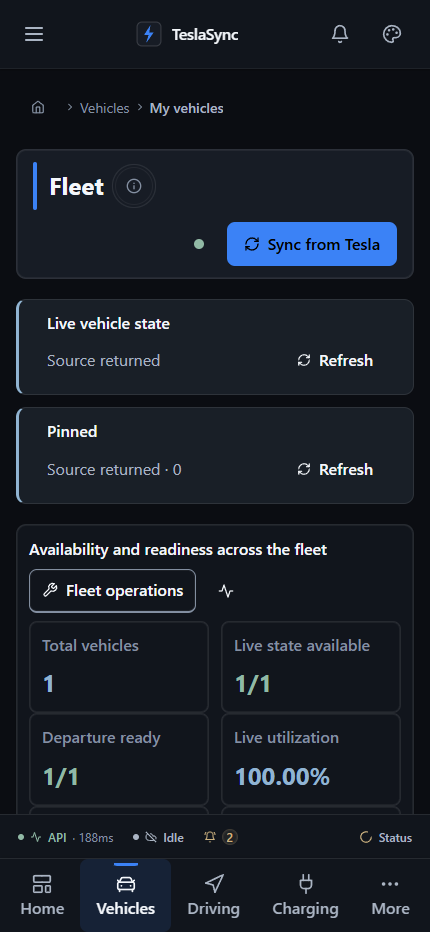 TeslaSync
Vehicles
My vehicles
Fleet
Sync from Tesla
Live vehicle state
Source returned
Refresh
Pinned
Source returned · 0
Refresh
Availability and readiness across the fleet
Fleet operations
Total vehicles
1
Live state available
1/1
Departure ready
1/1
Live utilization
100.00%
API · 188ms
Idle
2
Status
Home
Vehicles
Driving
Charging
More